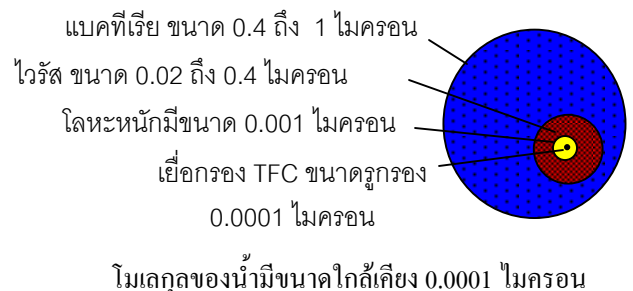 แบคทีเรีย ขนาด 0.4 ถึง 1 ไมครอน
ไวรัส ขนาด 0.02 ถึง 0.4 ไมครอน
โลหะหนักมีขนาด 0.001 ไมครอน
เยื่อกรอง TFC ขนาดรูกรอง
0.0001 ไมครอน
โมเลกูลของน้ำมีขนาดใกล้เคียง 0.0001 ไมครอน